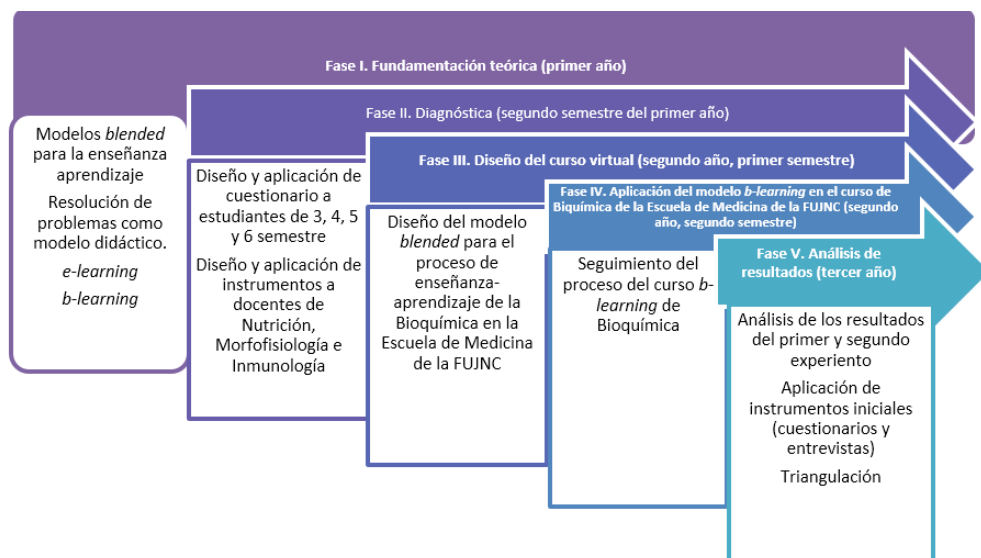 Fase I. Fundamentación teórica (primer año)
Modelos blended
para la enseñanza
aprendizaje
Resolución de
problemas como
modelo didáctico.
e-learning
b-learning
Fase II. Diagnóstica (segundo semestre del primer año)
Diseño y aplicación de
cuestionario a
estudiantes de 3, 4, 5
y 6 semestre
Diseño y aplicación de
instrumentos a
docentes de
Nutrición,
Morfofisiología e
Inmunología
Fase III. Diseño del curso virtual (segundo año, primer semestre)
Diseño del modelo
blended para el
proceso de
enseñanza-
aprendizaje de la
Bioquímica en la
Escuela de Medicina
de la FUJNC
Fase IV. Aplicación del modelo b-learning en el curso de
Biquímica de la Escuela de Medicina de la FUJNC (segundo
año, segundo semestre)
Seguimiento del
proceso del curso b-
learning de
Bioquímica
Fase V. Análisis de
resultados (tercer año)
Análisis de los resultados
del primer y segundo
experiento
Aplicación de
instrumentos iniciales
(cuestionarios y
entrevistas)
Triangulación